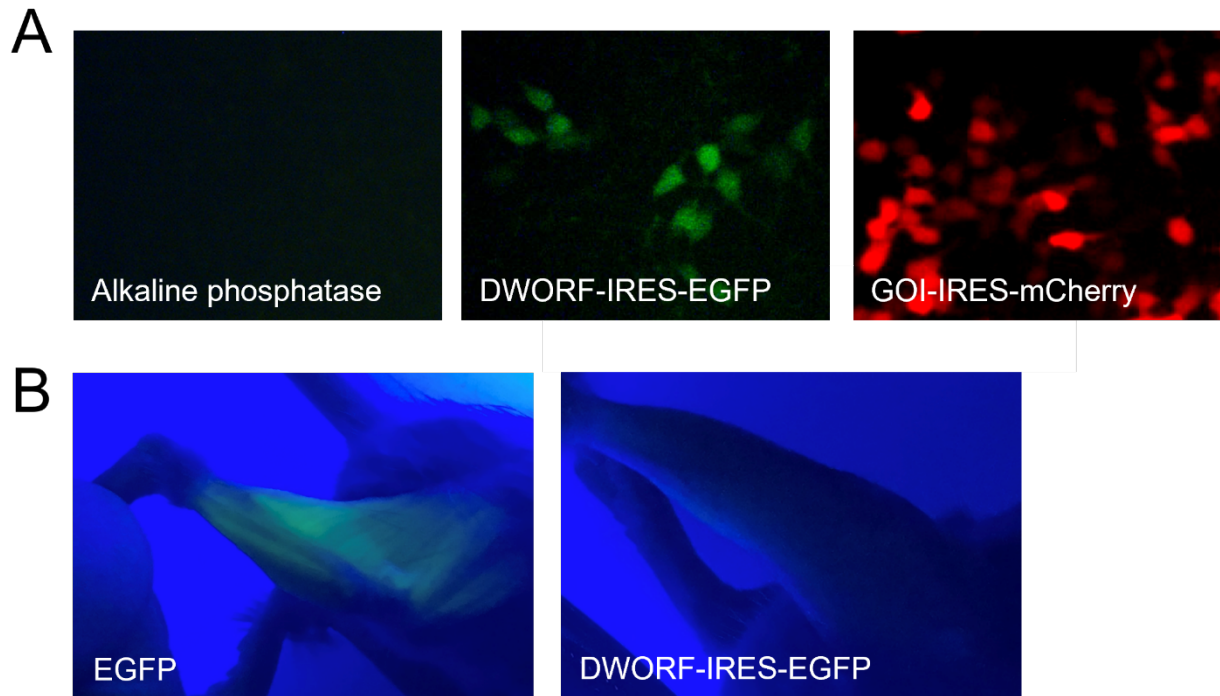 A
Alkaline phosphatase
DWORF-IRES-EGFP
GOI-IRES-mCherry
B
EGFP
DWORF-IRES-EGFP